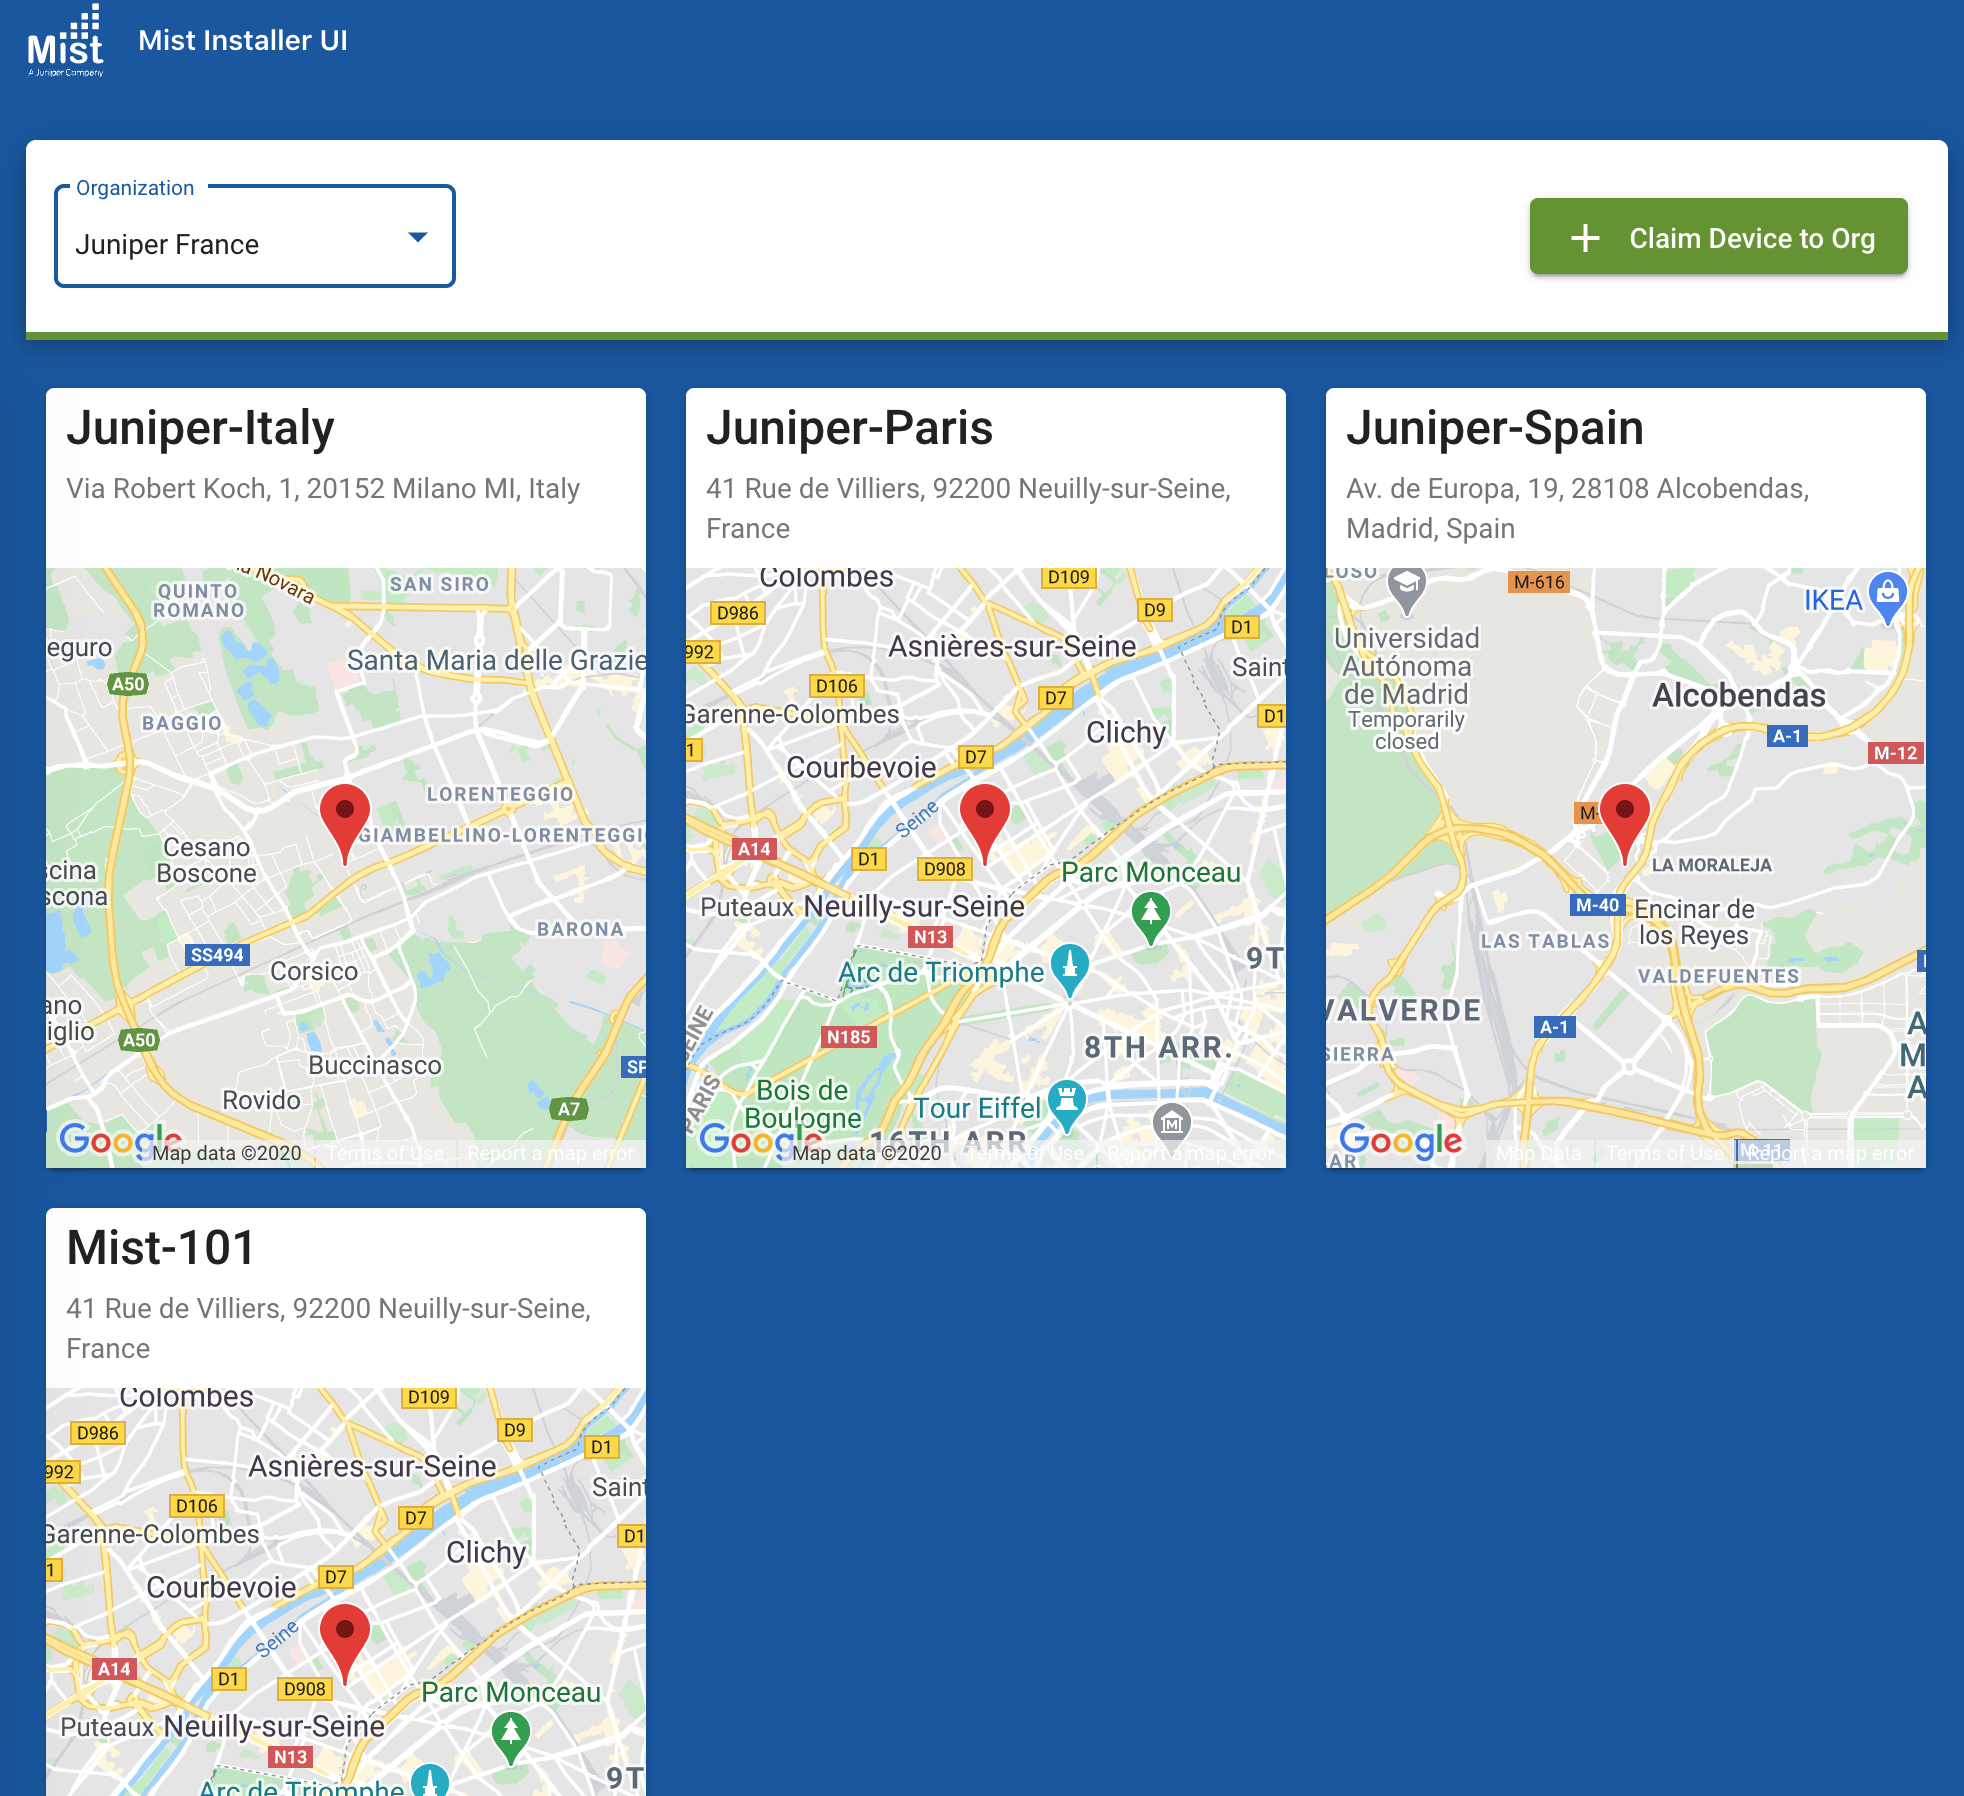 Mist
A Juniper Company
Mist Installer UI
Organization
Juniper France
Claim Device to Org
Juniper-Italy
Via Robert Koch, 1, 20152 Milano MI, Italy
Novara
SAN SIRO
QUINTO
ROMANO
eguro
Santa Maria delle Grazie
A50
BAGGIO
LORENTEGGIO
GIAMBELLINO-LORENTEGGIO
Cesano
Boscone
cina
scona
BARONA
SS494
Corsico
ano
iglio
A50
Buccinasco
SP
Rovido
A7
Google
Map data ©2020
Terms of Use
Report a map error
Juniper-Paris
41 Rue de Villiers, 92200 Neuilly-sur-Seine,
France
Colombes
D109
D986
D9
D1
992
Asnières-sur-Seine
Saint
D106
D7
Garenne-Colombes
D1
Clichy
1
D7
Courbevoie
Seine
A14
D1
D908
Parc Monceau
Puteaux
Neuilly-sur-Seine
N13
9T
Arc de Triomphe
SEINE
N185
8TH ARR.
PARIS
Bois de
Boulogne
Tour Eiffel
16TH ARR
Google
Map data ©2020
Terms of Use
Report a map error
Juniper-Spain
Av. de Europa, 19, 28108 Alcobendas,
Madrid, Spain
LOSO
M-616
IKEA
Universidad
Autónoma
de Madrid
Temporarily
closed
Alcobendas
A-1
M-12
M-
LA MORALEJA
M-40
Encinar de
los Reyes
LAS TABLAS
VALDEFUENTES
VALVERDE
A-1
A
M
A
SIERRA
Google
AR
Map Data
Terms of Use
M-11
Report a map error
Mist-101
41 Rue de Villiers, 92200 Neuilly-sur-Seine,
France
Colombes
D109
D986
D9
D1
992
Asnières-sur-Seine
Saint
D106
D7
Garenne-Colombes
D1
Clichy
1
D7
Courbevoie
Seine
A14
D1
D908
Parc Monceau
Puteaux
Neuilly-sur-Seine
N13
9T
Arc de Triomphe